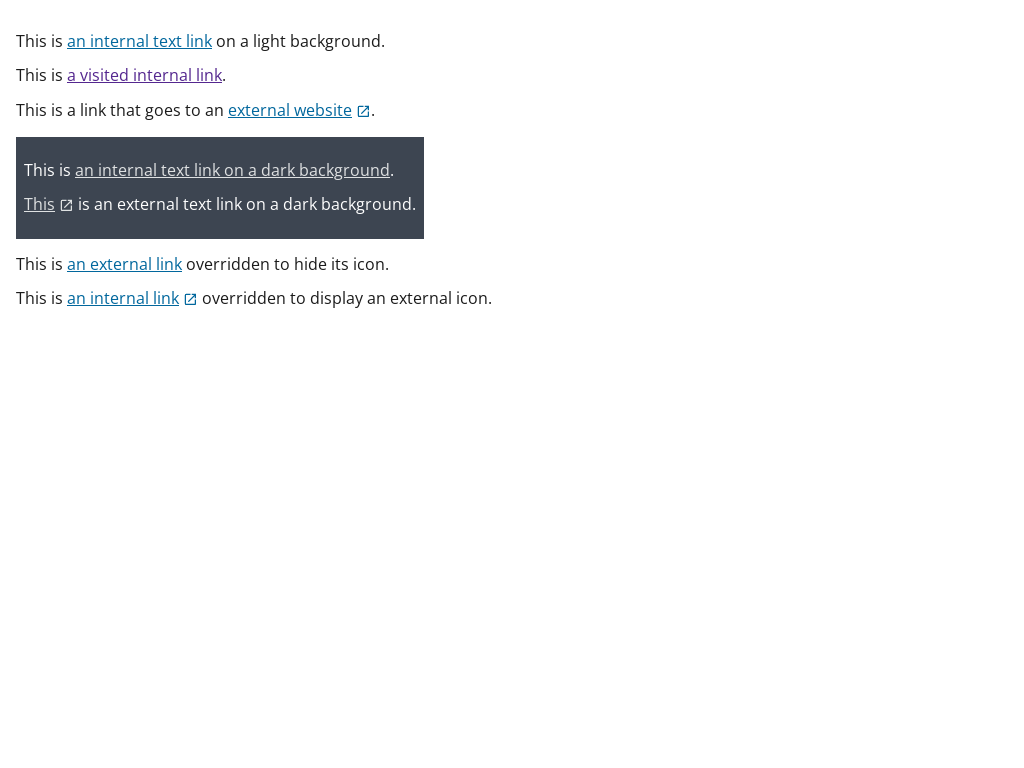 This is an internal text link on a light background.
This is a visited internal link.
This is a link that goes to an external website.
This is an internal text link on a dark background.
This is an external text link on a dark background.
This is an external link overridden to hide its icon.
This is an internal link overridden to display an external icon.